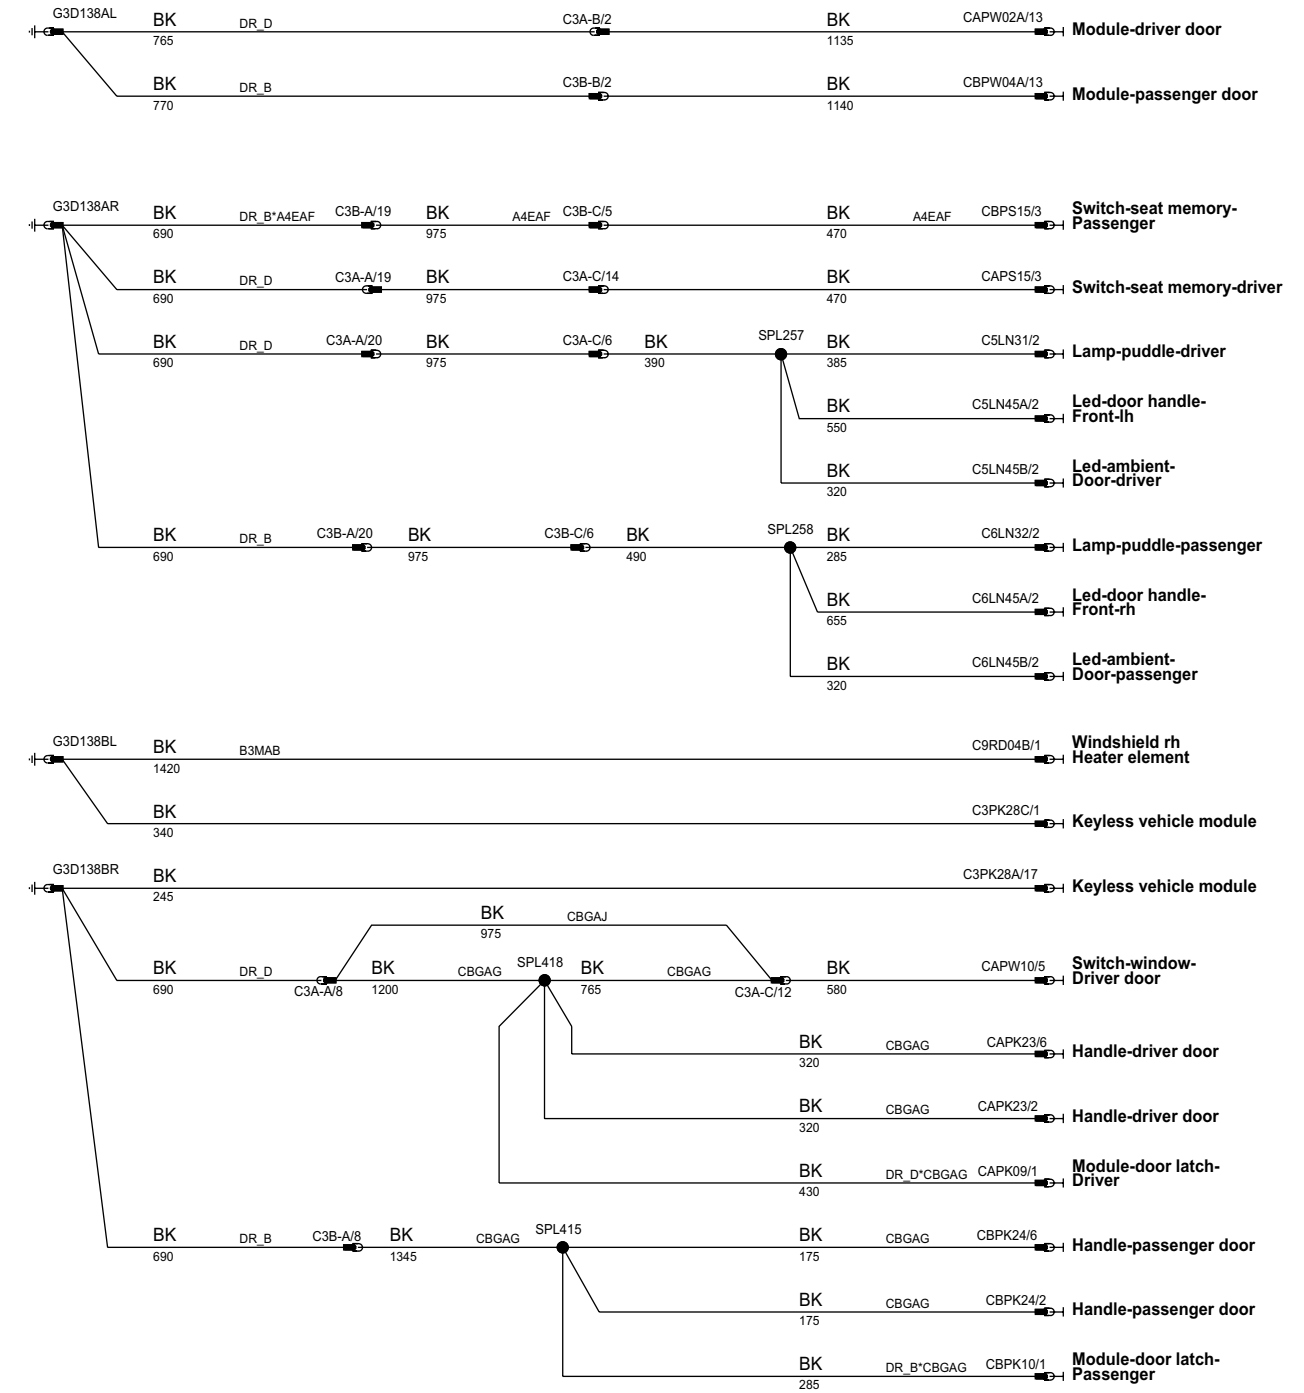 G3D138AL BK DR_D C3A-B/2 BK CAPW02A/13 Module-driver door
765 1135
BK DR_B C3B-B/2 BK CBPW04A/13 Module-passenger door
770 1140
G3D138AR BK DR_B*A4EAF C3B-A/19 BK A4EAF C3B-C/5 BK A4EAF CBPS15/3 Switch-seat memory-
Passenger
690 975 470
BK DR_D C3A-A/19 BK C3A-C/14 BK CAPS15/3 Switch-seat memory-driver
690 975 470
BK DR_D C3A-A/20 BK C3A-C/6 BK SPL257 BK C5LN31/2 Lamp-puddle-driver
690 975 390 385
BK C5LN45A/2 Led-door handle-
Front-lh
550
BK C5LN45B/2 Led-ambient-
Door-driver
320
BK DR_B C3B-A/20 BK C3B-C/6 BK SPL258 BK C6LN32/2 Lamp-puddle-passenger
690 975 490 285
BK C6LN45A/2 Led-door handle-
Front-rh
655
BK C6LN45B/2 Led-ambient-
Door-passenger
320
G3D138BL BK B3MAB C9RD04B/1 Windshield rh
Heater element
1420
BK C3PK28C/1 Keyless vehicle module
340
G3D138BR BK C3PK28A/17 Keyless vehicle module
245
BK CBGAJ
975
BK DR_D C3A-A/8 BK CBGAG SPL418 BK CBGAG C3A-C/12 BK CAPW10/5 Switch-window-
Driver door
690 1200 765 580
BK CBGAG CAPK23/6 Handle-driver door
320
BK CBGAG CAPK23/2 Handle-driver door
320
BK DR_D*CBGAG CAPK09/1 Module-door latch-
Driver
430
BK DR_B C3B-A/8 BK CBGAG SPL415 BK CBGAG CBPK24/6 Handle-passenger door
690 1345 175
BK CBGAG CBPK24/2 Handle-passenger door
175
BK DR_B*CBGAG CBPK10/1 Module-door latch-
Passenger
285